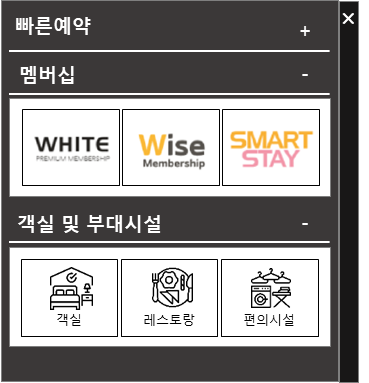 빠른예약 +
✕
멤버십 -
WHITE
PREMIUM MEMBERSHIP
Wise
Membership
SMART
STAY
객실 및 부대시설 -
객실
레스토랑
편의시설